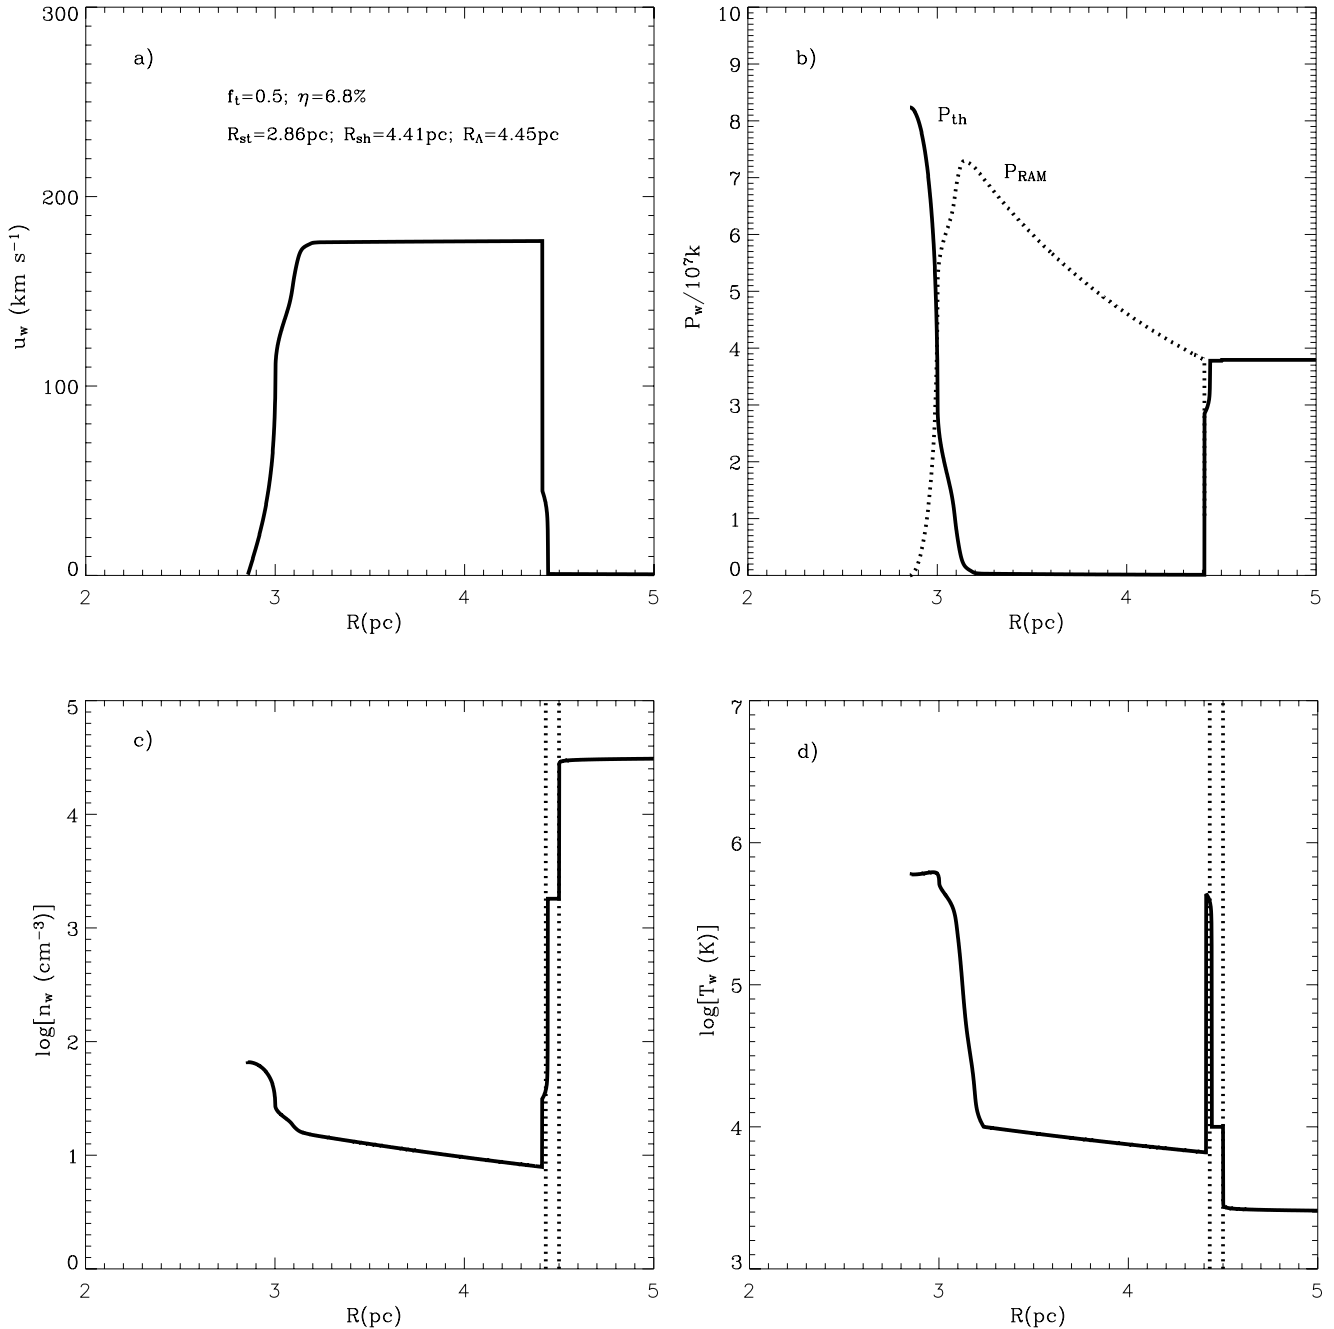 a)
f_t=0.5; η=6.8%
R_st=2.86pc; R_sh=4.41pc; R_Λ=4.45pc
300
200
100
0
u_w (km s⁻¹)
2 3 4 5
R(pc)
b)
P_th
P_RAM
10
9
8
7
6
5
4
3
2
1
0
P_w/10⁷k
2 3 4 5
R(pc)
c)
5
4
3
2
1
0
log[n_w (cm⁻³)]
2 3 4 5
R(pc)
d)
7
6
5
4
3
log[T_w (K)]
2 3 4 5
R(pc)